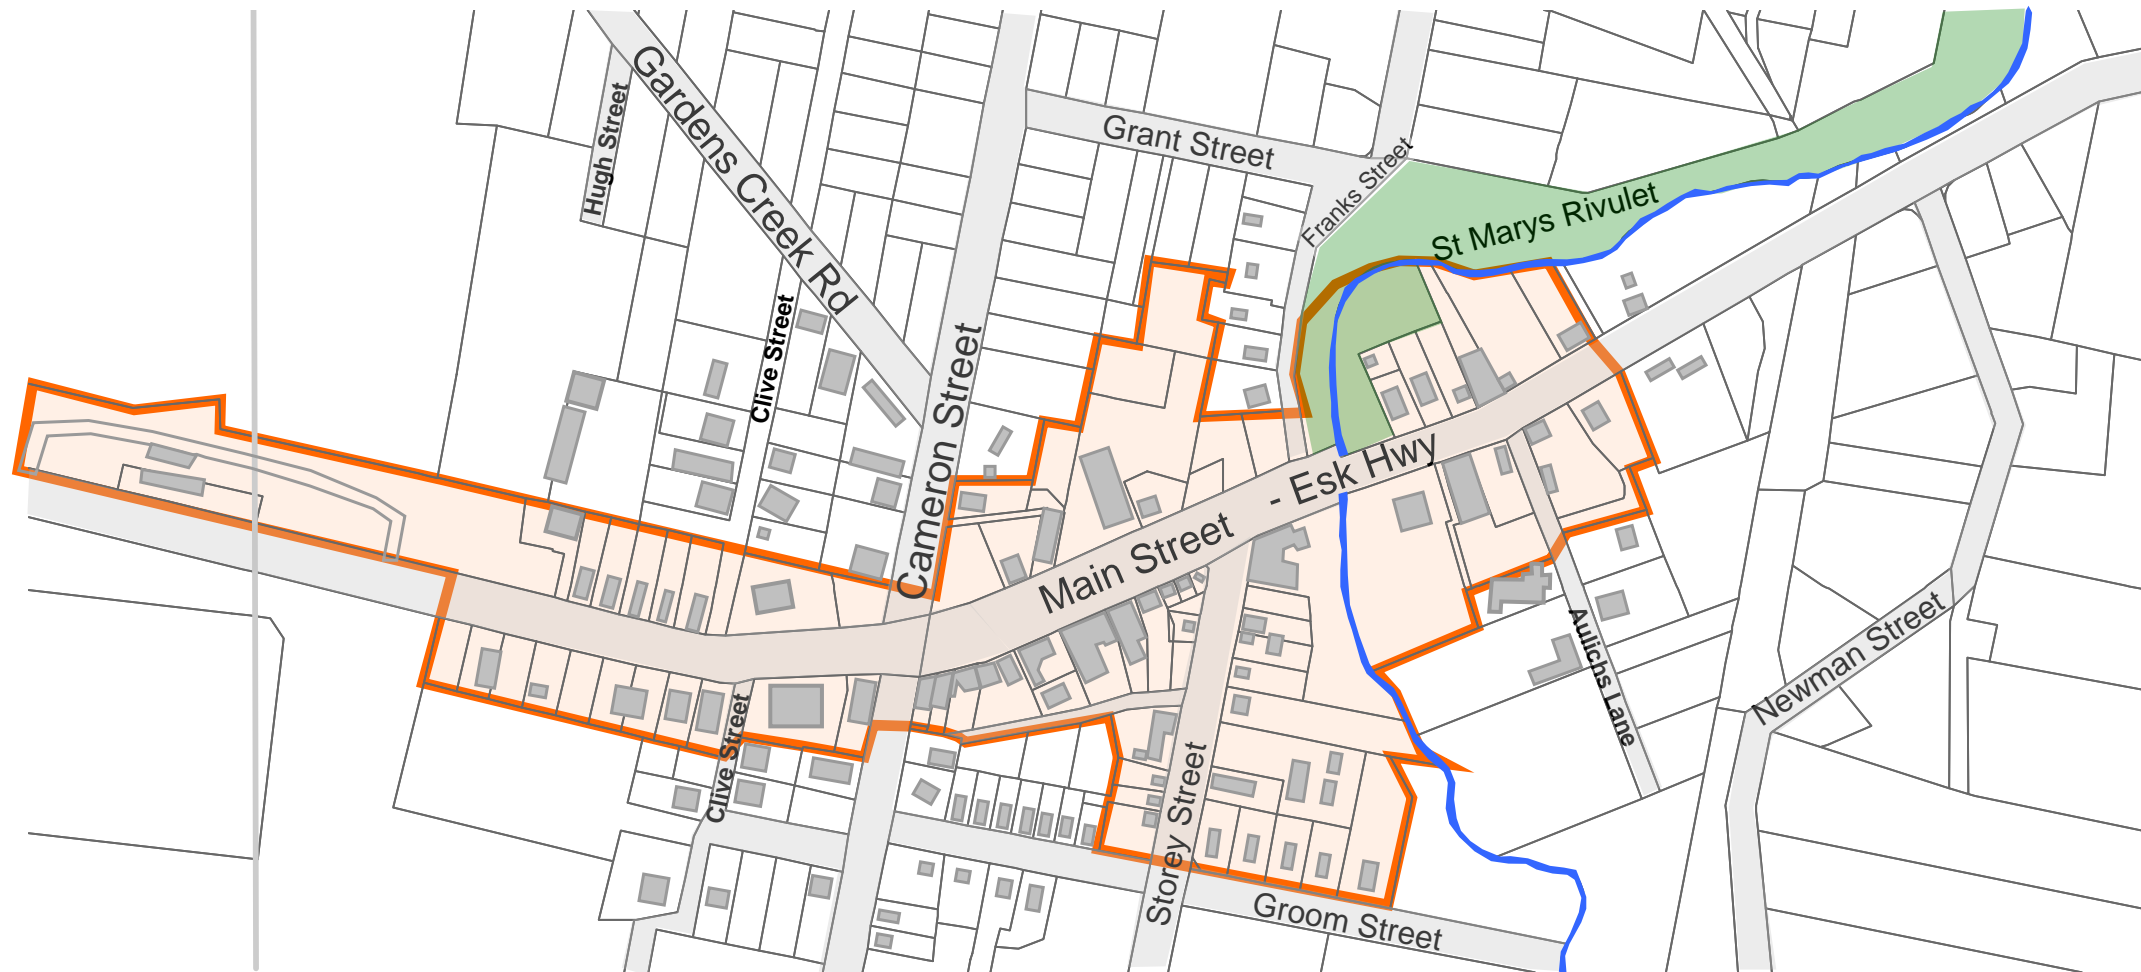 Gardens Creek Rd
Hugh Street
Grant Street
Franks Street
St Marys Rivulet
Clive Street
Cameron Street
Main Street - Esk Hwy
Aulichs Lane
Newman Street
Clive Street
Storey Street
Groom Street